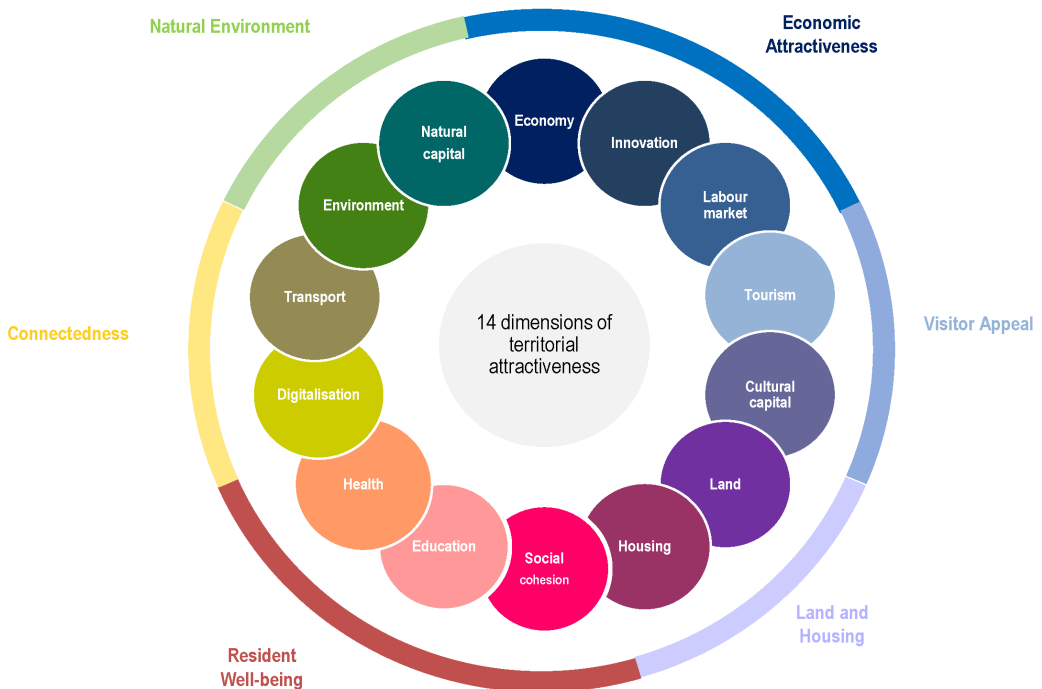 Natural Environment
Economic
Attractiveness
Economy
Natural
capital
Innovation
Environment
Labour
market
Transport
Tourism
14 dimensions of
territorial
attractiveness
Connectedness
Visitor Appeal
Digitalisation
Cultural
capital
Health
Land
Education
Social
cohesion
Housing
Land and
Housing
Resident
Well-being